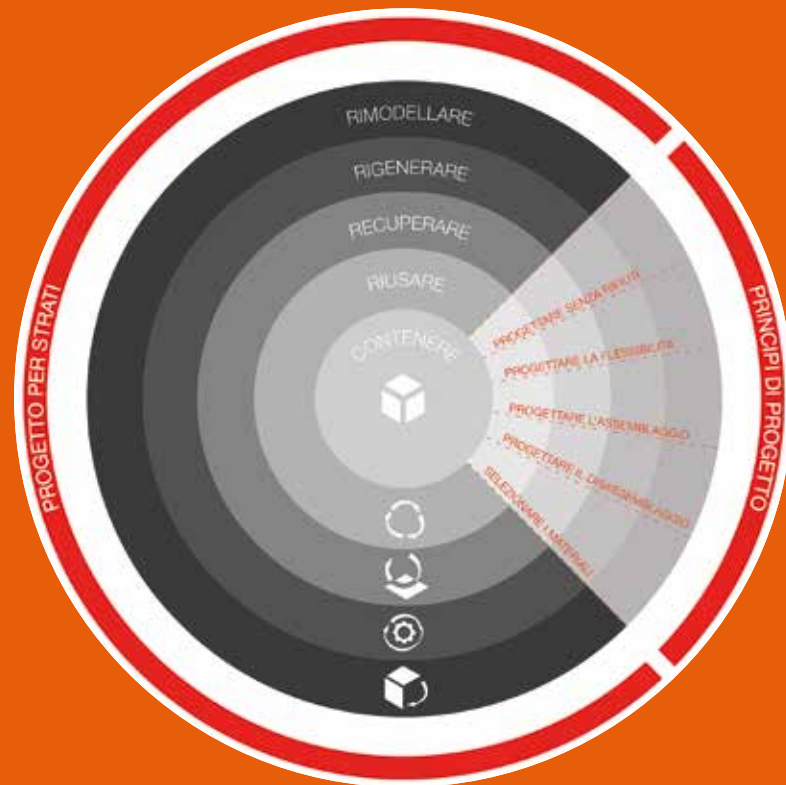 PROGETTO PER STRATI
RIMODELLARE
RIGENERARE
RECUPERARE
RIUSARE
CONTENERE
PROGETTARE SENZA RIFIUTI
PROGETTARE LA FLESSIBILITÀ
PROGETTARE L'ASSEMBLAGGIO
PROGETTARE IL DISASSEMBLAGGIO
SELEZIONARE I MATERIALI
PRINCIPI DI PROGETTO